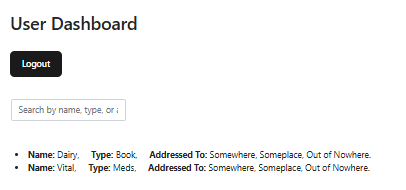 User Dashboard
Logout
Search by name, type, or a
Name: Dairy, Type: Book, Addressed To: Somewhere, Someplace, Out of Nowhere.
Name: Vital, Type: Meds, Addressed To: Somewhere, Someplace, Out of Nowhere.